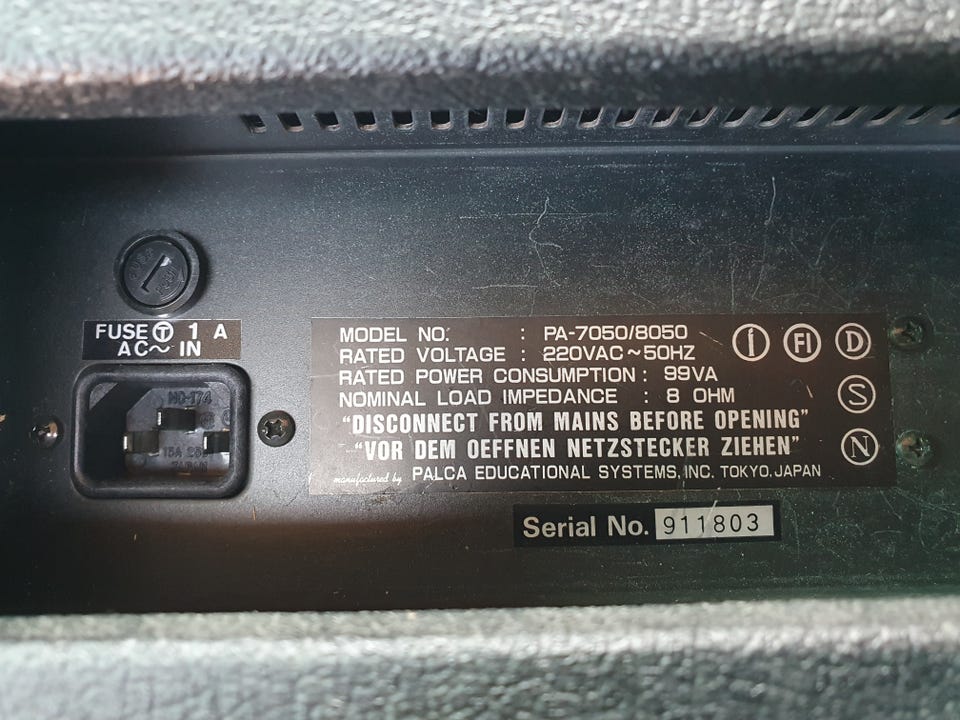 FUSE Ⓣ 1 A
AC～ IN
MODEL NO. : PA-7050/8050
RATED VOLTAGE : 220VAC～50HZ
RATED POWER CONSUMPTION : 99VA
NOMINAL LOAD IMPEDANCE : 8 OHM
"DISCONNECT FROM MAINS BEFORE OPENING"
"VOR DEM OEFFNEN NETZSTECKER ZIEHEN"
manufactured by PALCA EDUCATIONAL SYSTEMS, INC. TOKYO, JAPAN
FI
D
S
N
Serial No. 911803